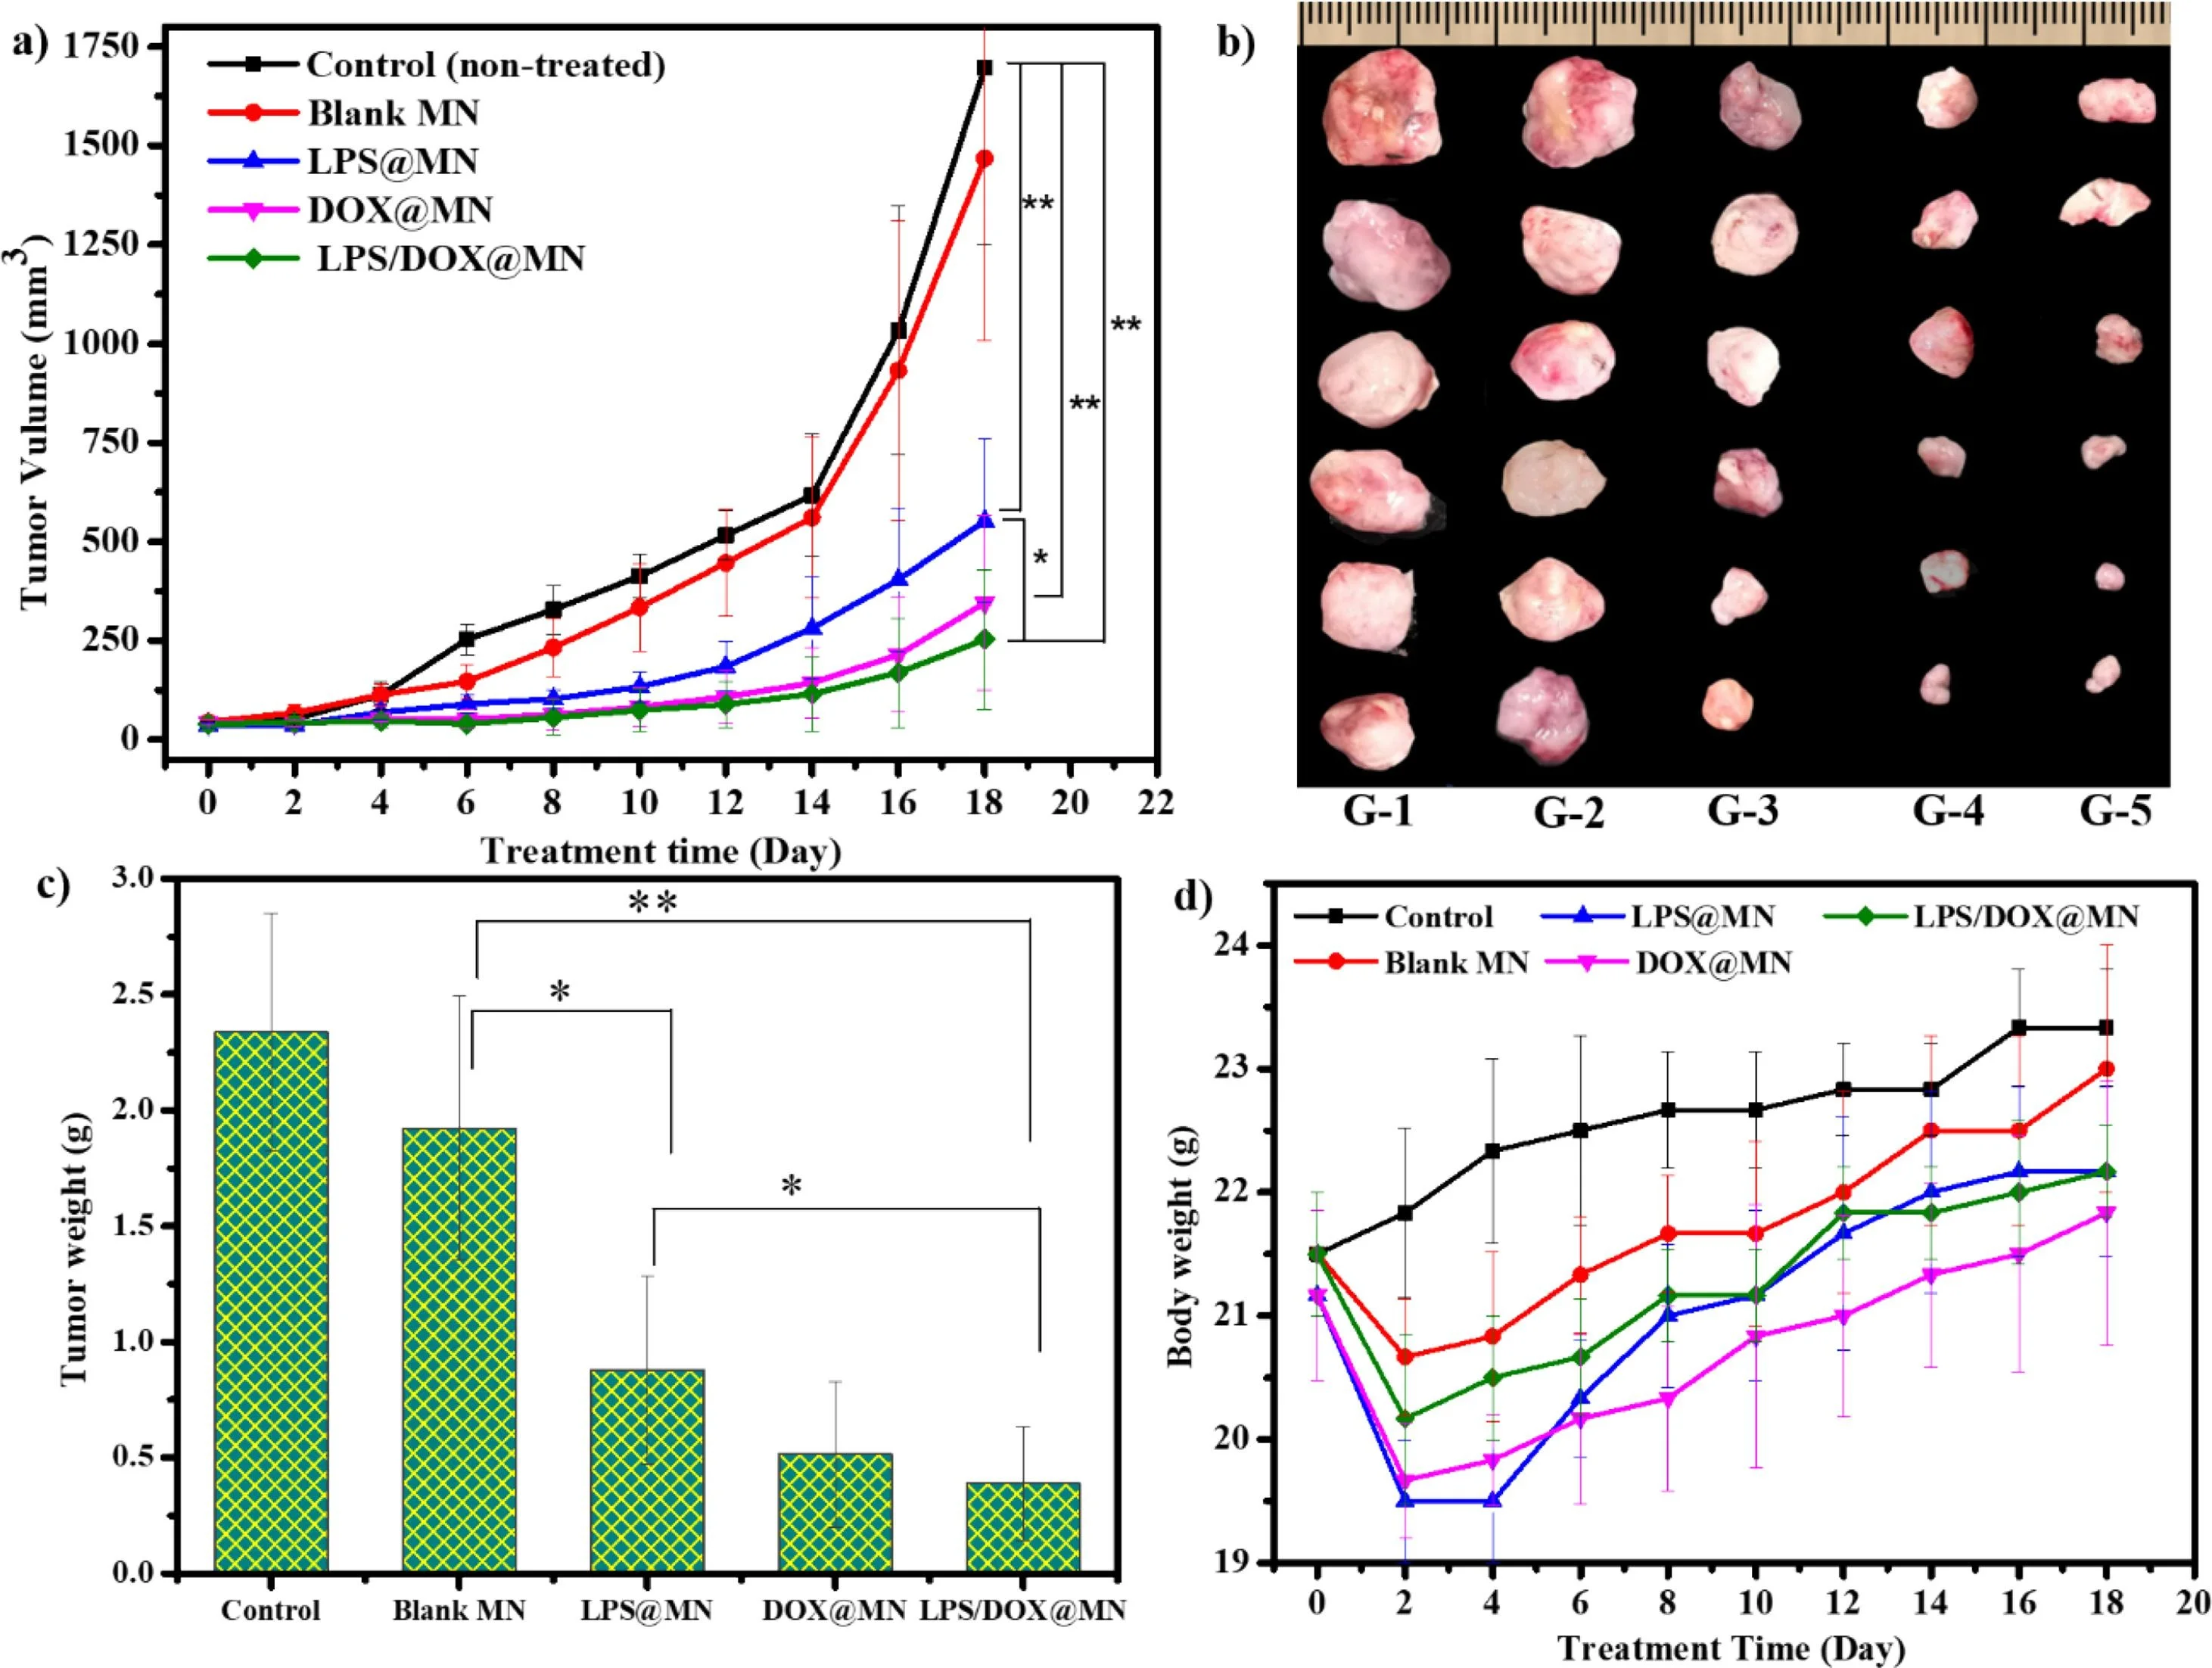 a)
1750
1500
1250
1000
750
500
250
0
Tumor Vulume (mm3)
Control (non-treated)
Blank MN
LPS@MN
DOX@MN
LPS/DOX@MN
**
**
**
*
0 2 4 6 8 10 12 14 16 18 20 22
Treatment time (Day)
b)
G-1 G-2 G-3 G-4 G-5
c)
3.0
2.5
2.0
1.5
1.0
0.5
0.0
Tumor weight (g)
**
*
*
Control Blank MN LPS@MN DOX@MN LPS/DOX@MN
d)
Control LPS@MN LPS/DOX@MN
Blank MN DOX@MN
24
23
22
21
20
19
Body weight (g)
0 2 4 6 8 10 12 14 16 18 20
Treatment Time (Day)